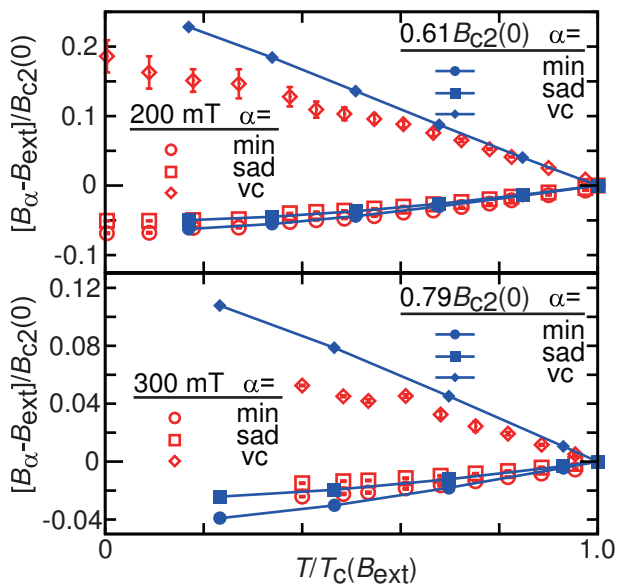 0.2
0.1
0
-0.1
[Bα-Bext]/Bc2(0)
0.61Bc2(0) α=
min
sad
vc
200 mT α=
min
sad
vc
0.12
0.08
0.04
0
-0.04
[Bα-Bext]/Bc2(0)
0.79Bc2(0) α=
min
sad
vc
300 mT α=
min
sad
vc
0
1.0
T/Tc(Bext)